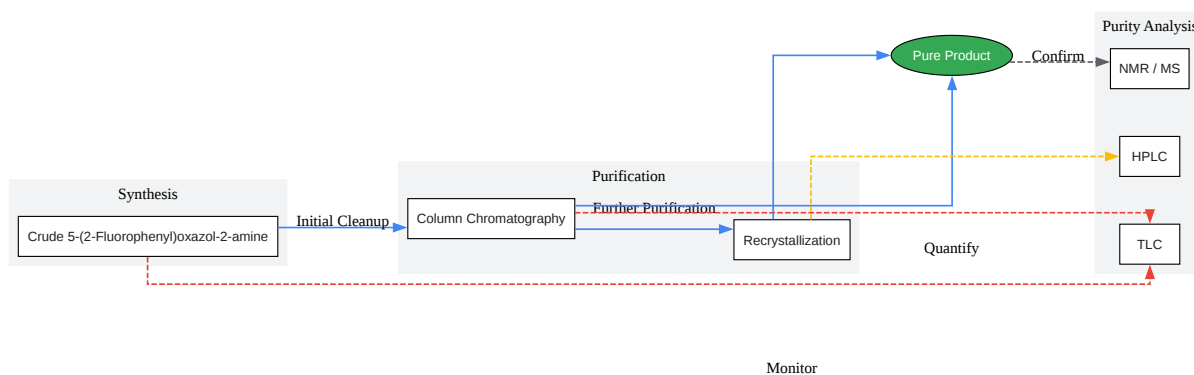 Purity Analysis
Pure Product
Confirm
NMR / MS
HPLC
Purification
Synthesis
Column Chromatography
Further Purification
Initial Cleanup
Crude 5-(2-Fluorophenyl)oxazol-2-amine
Recrystallization
Quantify
TLC
Monitor